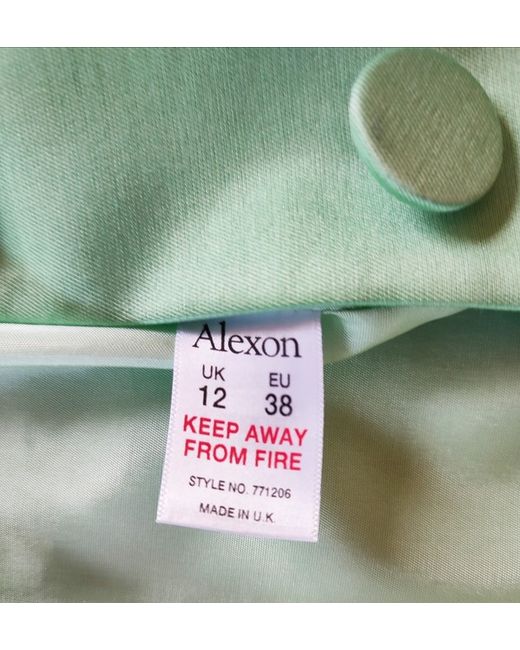 Alexon
UK EU
12 38
KEEP AWAY
FROM FIRE
STYLE NO. 771206
MADE IN U.K.